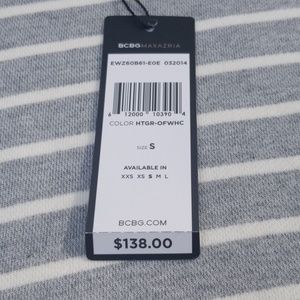 BCBGMAXAZRIA
EWZ60B61-E0E 032014
6 12000 10390 4
COLOR HTGR-OFWHC
SIZE S
AVAILABLE IN
XXS XS S M L
BCBG.COM
$138.00